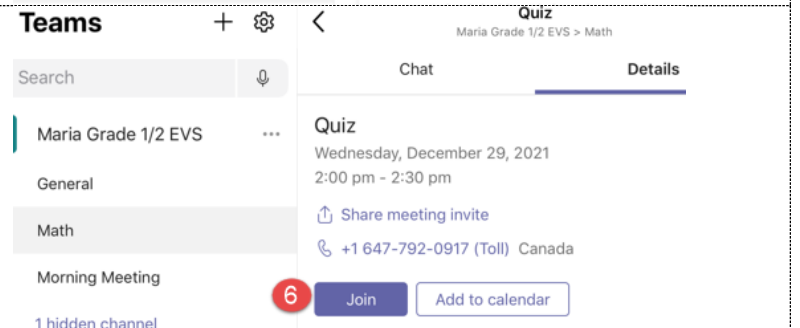 Teams
Search
Maria Grade 1/2 EVS
General
Math
Morning Meeting
1 hidden channel
Quiz
Maria Grade 1/2 EVS > Math
Chat
Details
Quiz
Wednesday, December 29, 2021
2:00 pm - 2:30 pm
Share meeting invite
+1 647-792-0917 (Toll) Canada
6
Join
Add to calendar